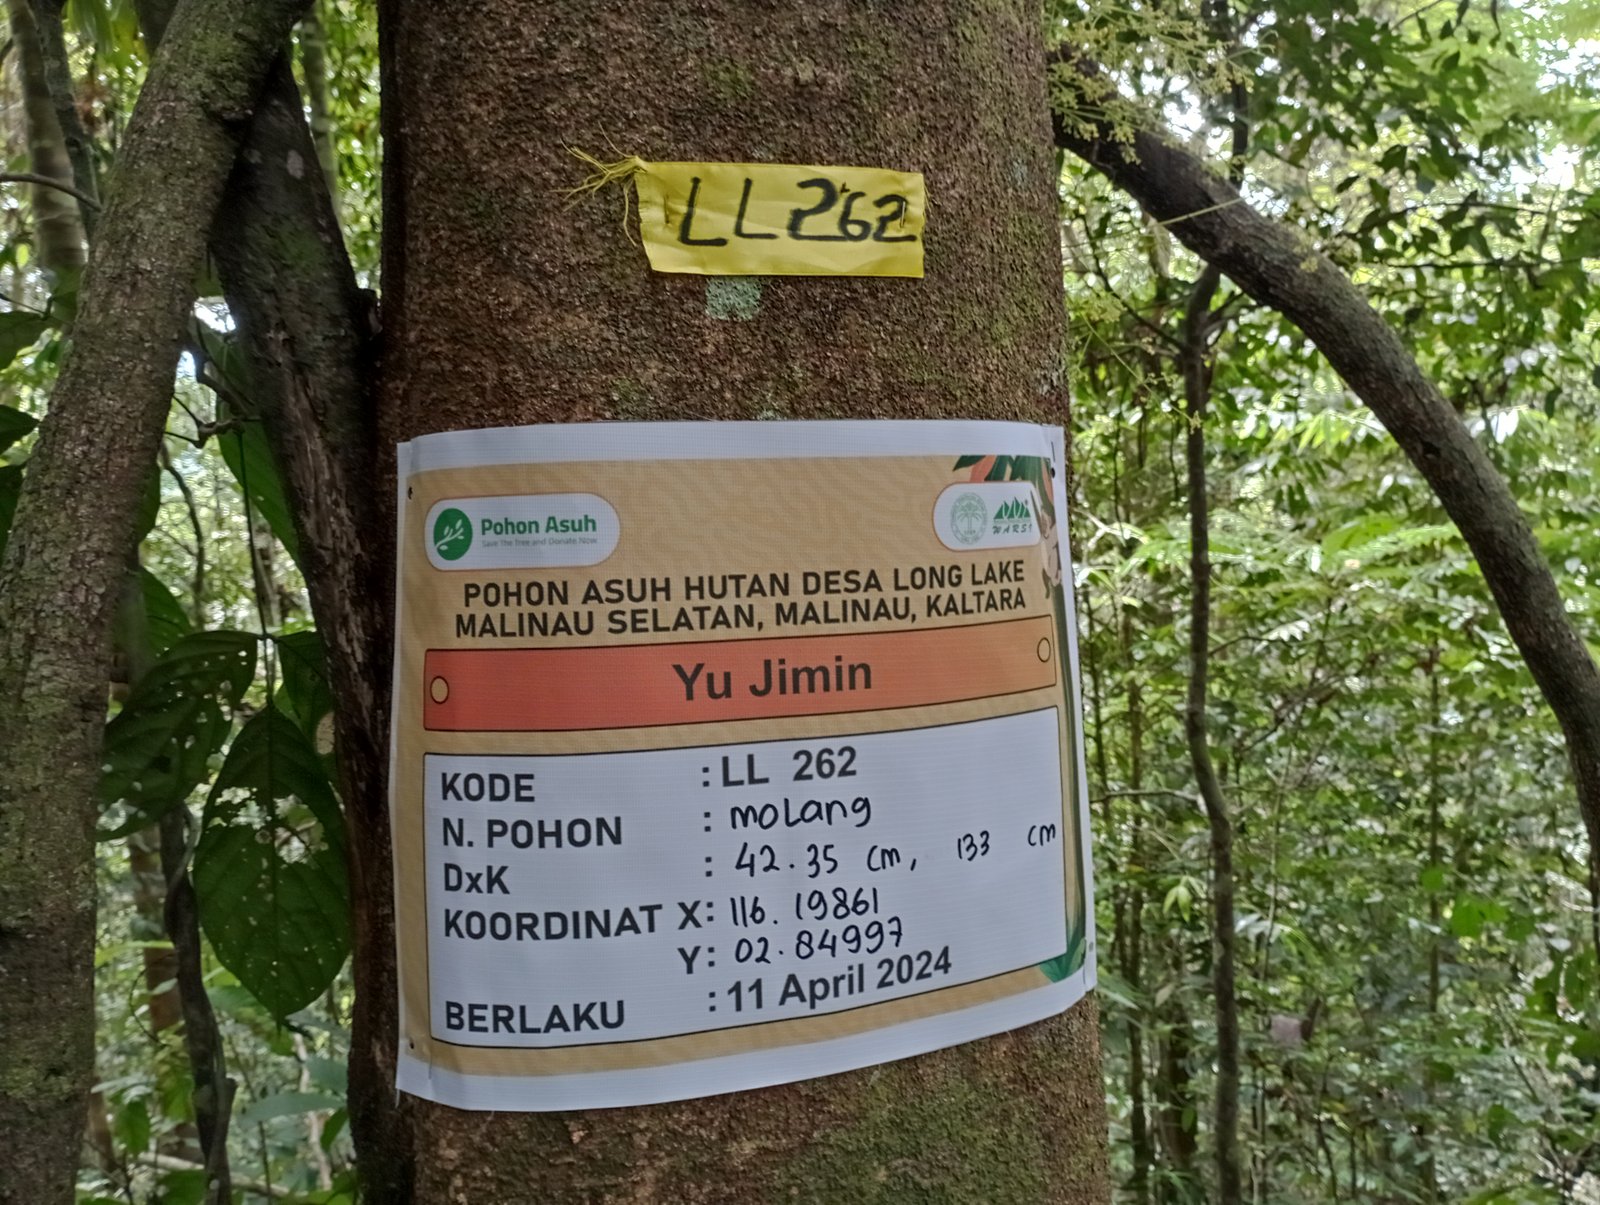 LL262
Pohon Asuh
Save The Tree and Donate Now
WARSI
POHON ASUH HUTAN DESA LONG LAKE
MALINAU SELATAN, MALINAU, KALTARA
Yu Jimin
KODE : LL 262
N. POHON : moLang
DxK : 42.35 cm, 133 cm
KOORDINAT X: 116.19861
Y: 02.84997
BERLAKU : 11 April 2024